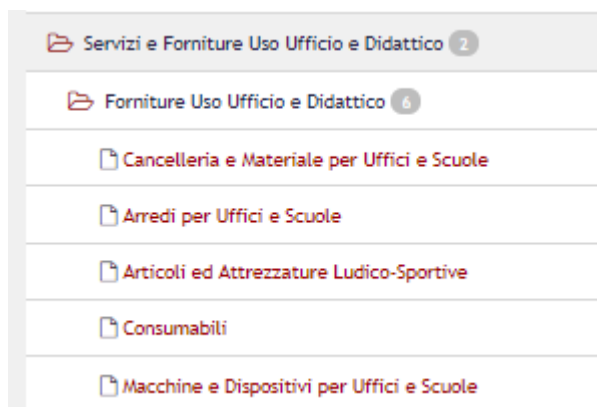 Servizi e Forniture Uso Ufficio e Didattico 2
Forniture Uso Ufficio e Didattico 6
Cancelleria e Materiale per Uffici e Scuole
Arredi per Uffici e Scuole
Articoli ed Attrezzature Ludico-Sportive
Consumabili
Macchine e Dispositivi per Uffici e Scuole